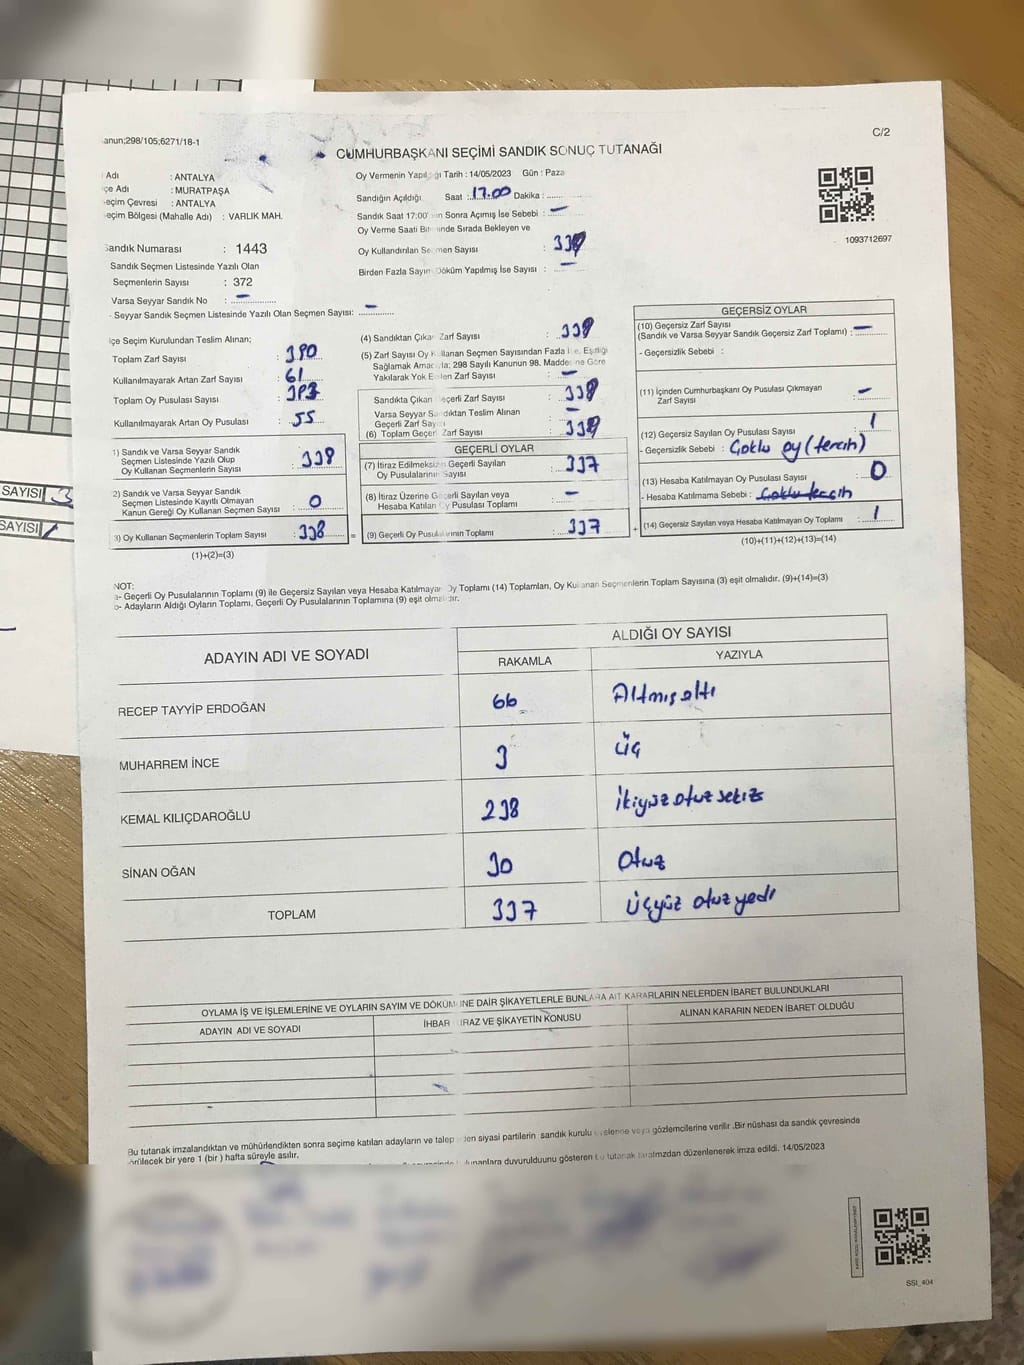 anun;298/105;6271/18-1
C/2
CUMHURBAŞKANI SEÇİMİ SANDIK SONUÇ TUTANAĞI
Adı : ANTALYA
çe Adı : MURATPAŞA
eçim Çevresi : ANTALYA
eçim Bölgesi (Mahalle Adı) : VARLIK MAH.
Sandık Numarası : 1443
Sandık Seçmen Listesinde Yazılı Olan
Seçmenlerin Sayısı : 372
Varsa Seyyar Sandık No : –
- Seyyar Sandık Seçmen Listesinde Yazılı Olan Seçmen Sayısı: –
Oy Vermenin Yapıldığı Tarih : 14/05/2023 Gün : Paza
Sandığın Açıldığı Saat : 17.00 Dakika :
Sandık Saat 17:00' Sonra Açımış İse Sebebi : –
Oy Verme Saati Bitiminde Sırada Bekleyen ve
Oy Kullandırılan Seçmen Sayısı :
Birden Fazla Sayım Döküm Yapılmış İse Sayısı : –
1093712697
lçe Seçim Kurulundan Teslim Alınan;
Toplam Zarf Sayısı : 390
Kullanılmayarak Artan Zarf Sayısı : 61
Toplam Oy Pusulası Sayısı :
Kullanılmayarak Artan Oy Pusulası : 55
1) Sandık ve Varsa Seyyar Sandık
Seçmen Listesinde Yazılı Olup
Oy Kullanan Seçmenlerin Sayısı : 338
2) Sandık ve Varsa Seyyar Sandık
Seçmen Listesinde Kayıtlı Olmayan
Kanun Gereği Oy Kullanan Seçmen Sayısı : 0
3) Oy Kullanan Seçmenlerin Toplam Sayısı : 338 =
(1)+(2)=(3)
(4) Sandıktan Çıkan Zarf Sayısı : 338
(5) Zarf Sayısı Oy Kullanan Seçmen Sayısından Fazla İse, Eşitliği
Sağlamak Amacıyla; 298 Sayılı Kanunun 98. Maddesine Göre
Yakılarak Yok Edilen Zarf Sayısı : –
Sandıkta Çıkan Geçerli Zarf Sayısı : 338
Varsa Seyyar Sandıktan Teslim Alınan
Geçerli Zarf Sayısı : –
(6) Toplam Geçerli Zarf Sayısı : 338
GEÇERLİ OYLAR
(7) İtiraz Edilmeksizin Geçerli Sayılan
Oy Pusulalarının Sayısı : 337
(8) İtiraz Üzerine Geçerli Sayılan veya
Hesaba Katılan Oy Pusulası Toplamı : –
(9) Geçerli Oy Pusulalarının Toplamı : 337 +
GEÇERSİZ OYLAR
(10) Geçersiz Zarf Sayısı
(Sandık ve Varsa Seyyar Sandık Geçersiz Zarf Toplamı) : –
- Geçersizlik Sebebi :
(11) İçinden Cumhurbaşkanı Oy Pusulası Çıkmayan
Zarf Sayısı : –
(12) Geçersiz Sayılan Oy Pusulası Sayısı : 1
- Geçersizlik Sebebi : Çoklu oy (tercih)
(13) Hesaba Katılmayan Oy Pusulası Sayısı : 0
- Hesaba Katılmama Sebebi : Çoklu tercih
(14) Geçersiz Sayılan veya Hesaba Katılmayan Oy Toplamı : 1
(10)+(11)+(12)+(13)=(14)
SAYISI 3
SAYISI
NOT:
a- Geçerli Oy Pusulalarının Toplamı (9) ile Geçersiz Sayılan veya Hesaba Katılmayan Oy Toplamı (14) Toplamları, Oy Kullanan Seçmenlerin Toplam Sayısına (3) eşit olmalıdır. (9)+(14)=(3)
b- Adayların Aldığı Oyların Toplamı, Geçerli Oy Pusulalarının Toplamına (9) eşit olmalıdır.
ADAYIN ADI VE SOYADI ALDIĞI OY SAYISI
RAKAMLA YAZIYLA
RECEP TAYYİP ERDOĞAN 66 Altmış altı
MUHARREM İNCE 3 Üç
KEMAL KILIÇDAROĞLU 238 İkiyüz otuz sekiz
SİNAN OĞAN 30 Otuz
TOPLAM 337 Üçyüz otuz yedi
OYLAMA İŞ VE İŞLEMLERİNE VE OYLARIN SAYIM VE DÖKÜMÜNE DAİR ŞİKAYETLERLE BUNLARA AİT KARARLARIN NELERDEN İBARET BULUNDUKLARI
ADAYIN ADI VE SOYADI İHBAR İTİRAZ VE ŞİKAYETİN KONUSU ALINAN KARARIN NEDEN İBARET OLDUĞU
Bu tutanak imzalandıktan ve mühürlendikten sonra seçime katılan adayların ve talep eden siyasi partilerin sandık kurulu üyelerine veya gözlemcilerine verilir .Bir nüshası da sandık çevresinde
görülecek bir yere 1 (bir ) hafta süreyle asılır.
duyurulduunu gösteren bu tutanak tarafımızdan düzenlenerek imza edildi. 14/05/2023
SSI_404